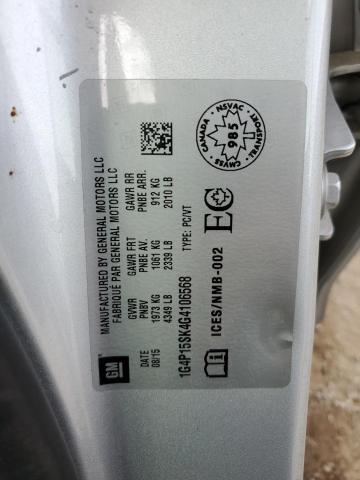 MANUFACTURED BY GENERAL MOTORS LLC
FABRIQUÉ PAR GENERAL MOTORS LLC
GVWR GAWR FRT GAWR RR
PNBV PNBE AV. PNBE ARR.
1973 KG 1061 KG 912 KG
4349 LB 2339 LB 2010 LB
GM
DATE
08/15
TYPE: PC/VT
1G4P15SK4G4106568
ICES/NMB-002
CANADA
NSVAC
TRANSPORT
CMVSS
985